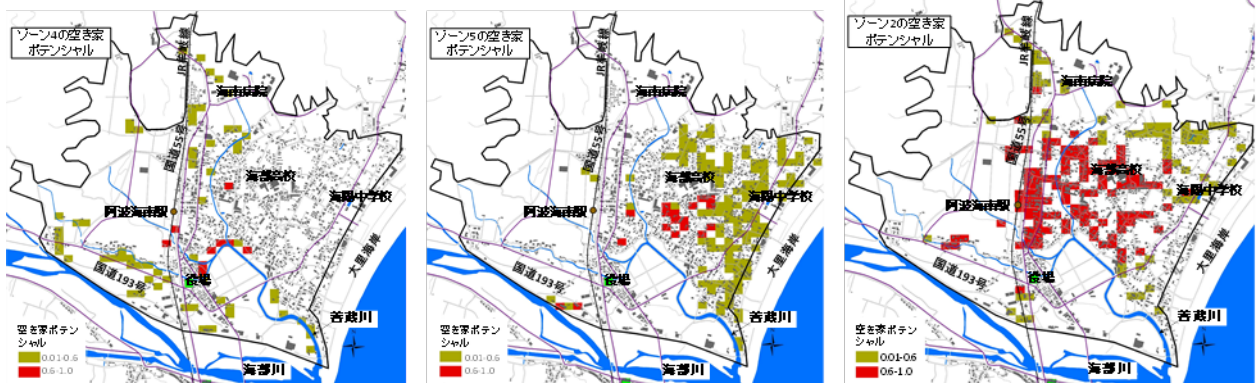 ゾーン4の空き家
ポテンシャル
JR牟岐線
海南病院
国道55号
海部高校
海陽中学校
阿波海南駅
大里海岸
国道193号
役場
善蔵川
空き家ポテン
シャル
0.01-0.6
0.6-1.0
海部川
ゾーン5の空き家
ポテンシャル
JR牟岐線
海南病院
国道55号
海部高校
海陽中学校
阿波海南駅
大里海岸
国道193号
役場
善蔵川
空き家ポテン
シャル
0.01-0.6
0.6-1.0
海部川
ゾーン2の空き家
ポテンシャル
JR牟岐線
海南病院
国道55号
海部高校
海陽中学校
阿波海南駅
大里海岸
国道193号
役場
善蔵川
空き家ポテン
シャル
0.01-0.6
0.6-1.0
海部川